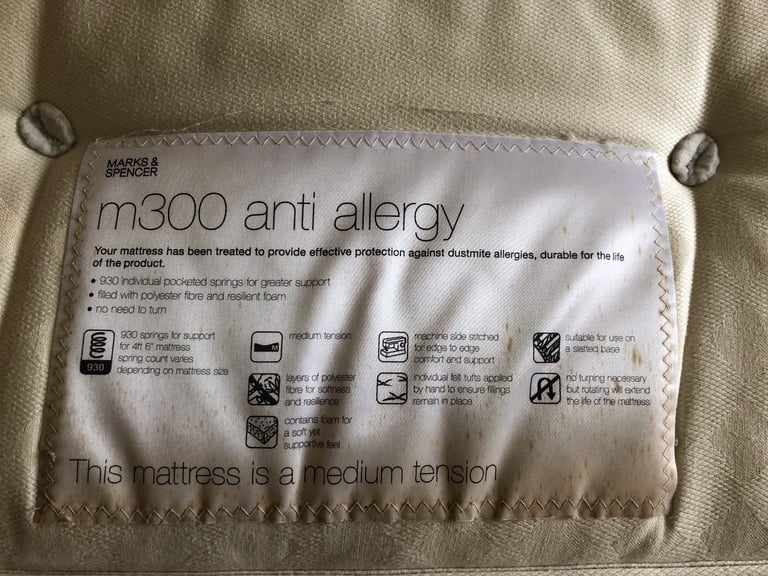 MARKS &
SPENCER
m300 anti allergy
Your mattress has been treated to provide effective protection against dustmite allergies, durable for the life
of the product.
• 930 individual pocketed springs for greater support
• filled with polyester fibre and resilient foam
• no need to turn
930
930 springs for support
for 4ft 6" mattress
spring count varies
depending on mattress size
M
medium tension
layers of polyester
fibre for softness
and resilience
contains foam for
a soft yet
supportive feel
machine side stitched
for edge to edge
comfort and support
individual felt tufts applied
by hand to ensure fillings
remain in place
suitable for use on
a slatted base
no turning necessary
but rotating will extend
the life of the mattress
This mattress is a medium tension